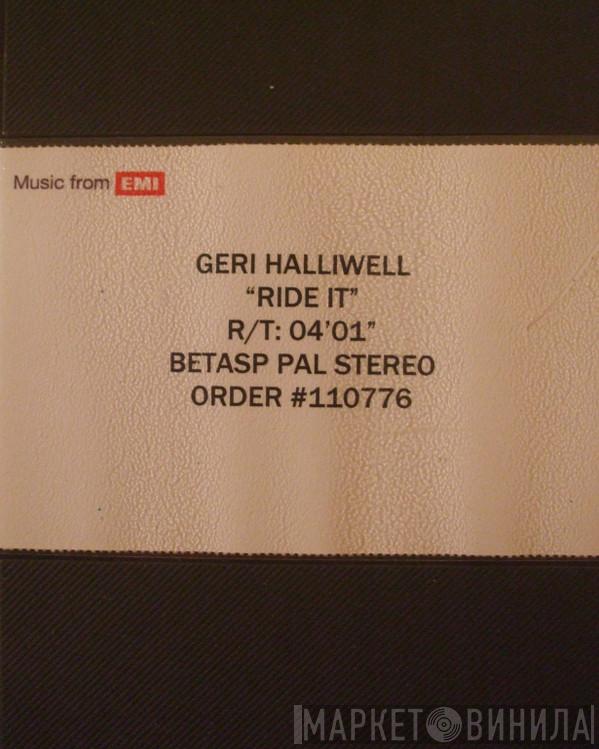 Music from EMI
GERI HALLIWELL
“RIDE IT”
R/T: 04’01”
BETASP PAL STEREO
ORDER #110776
МАРКЕТ ВИНИЛА